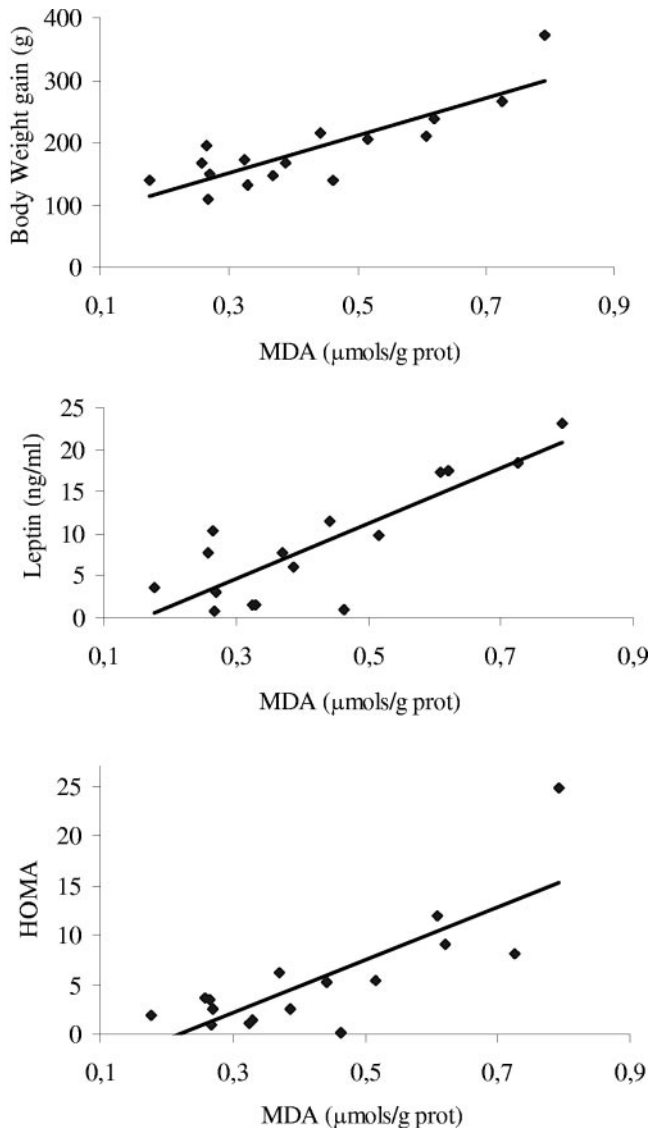 400
300
200
100
0
Body Weight gain (g)
0,1 0,3 0,5 0,7 0,9
MDA (μmols/g prot)
25
20
15
10
5
0
Leptin (ng/ml)
0,1 0,3 0,5 0,7 0,9
MDA (μmols/g prot)
25
20
15
10
5
0
HOMA
0,1 0,3 0,5 0,7 0,9
MDA (μmols/g prot)